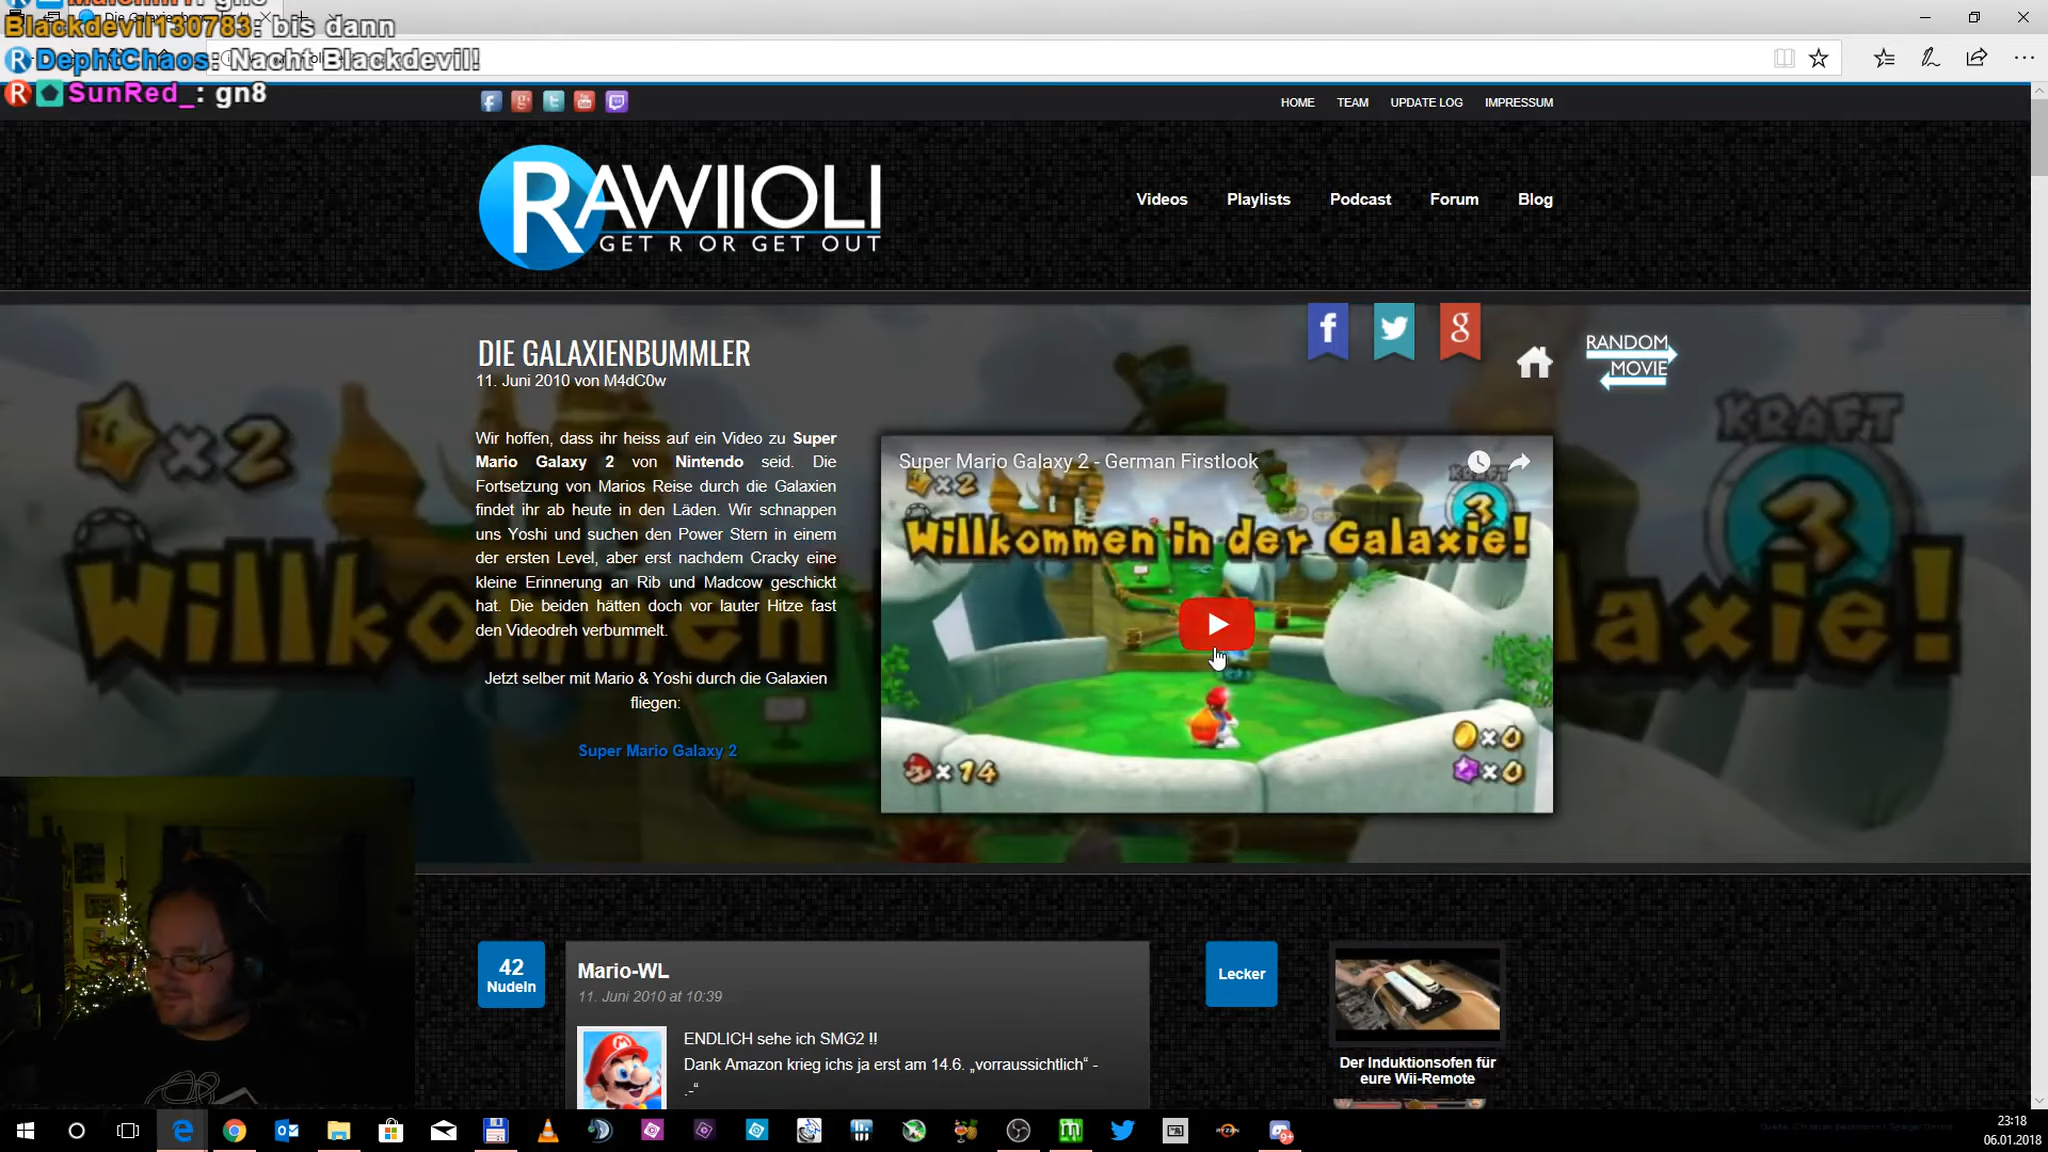 Blackdevil130783: bis dann
DephtChaos: Nacht Blackdevil!
SunRed_: gn8
HOME TEAM UPDATE LOG IMPRESSUM
RAWIIOLI
GET R OR GET OUT
Videos Playlists Podcast Forum Blog
DIE GALAXIENBUMMLER
11. Juni 2010 von M4dC0w
RANDOM
MOVIE
Wir hoffen, dass ihr heiss auf ein Video zu Super
Mario Galaxy 2 von Nintendo seid. Die
Fortsetzung von Marios Reise durch die Galaxien
findet ihr ab heute in den Läden. Wir schnappen
uns Yoshi und suchen den Power Stern in einem
der ersten Level, aber erst nachdem Cracky eine
kleine Erinnerung an Rib und Madcow geschickt
hat. Die beiden hätten doch vor lauter Hitze fast
den Videodreh verbummelt.
Jetzt selber mit Mario & Yoshi durch die Galaxien
fliegen:
Super Mario Galaxy 2
Super Mario Galaxy 2 - German Firstlook
x2
KRAFT
3
Willkommen in der Galaxie!
x14
x0
x0
42
Nudeln
Mario-WL
11. Juni 2010 at 10:39
ENDLICH sehe ich SMG2 !!
Dank Amazon krieg ichs ja erst am 14.6. „vorraussichtlich“ -
.-“
Lecker
Der Induktionsofen für
eure Wii-Remote
23:18
06.01.2018